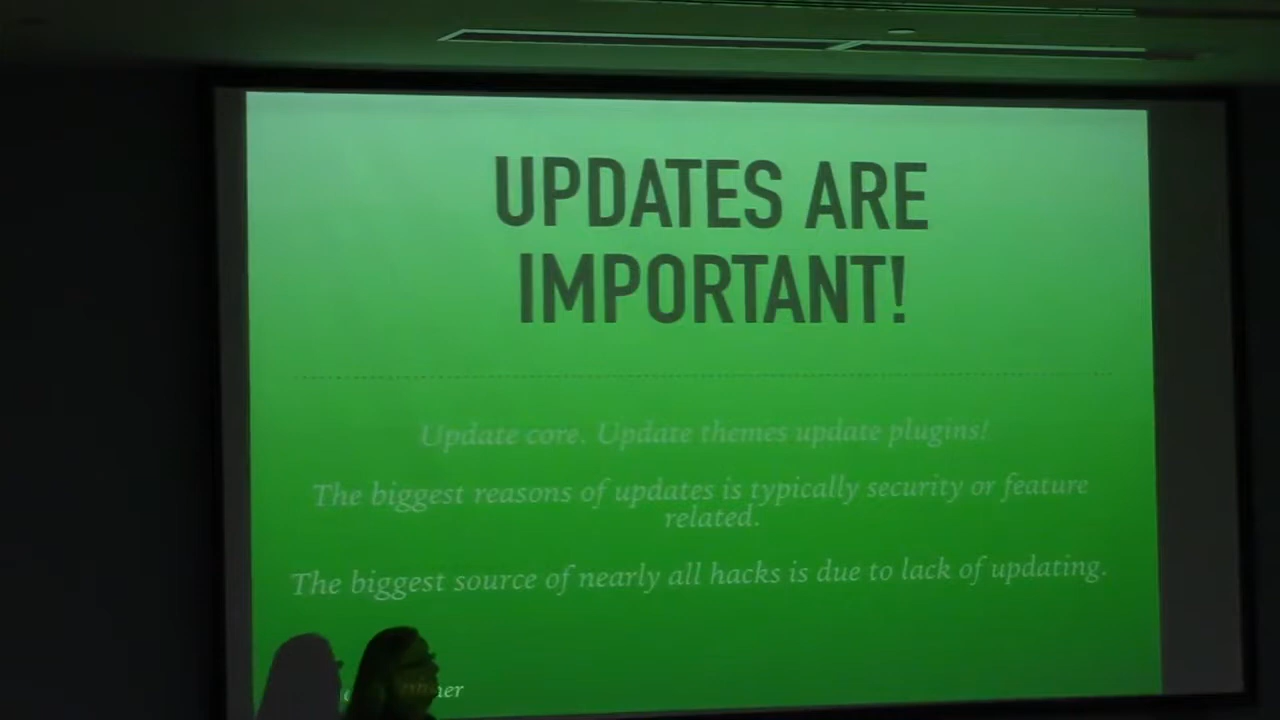 UPDATES ARE
IMPORTANT!
Update core. Update themes update plugins!
The biggest reasons of updates is typically security or feature
related.
The biggest source of nearly all hacks is due to lack of updating.